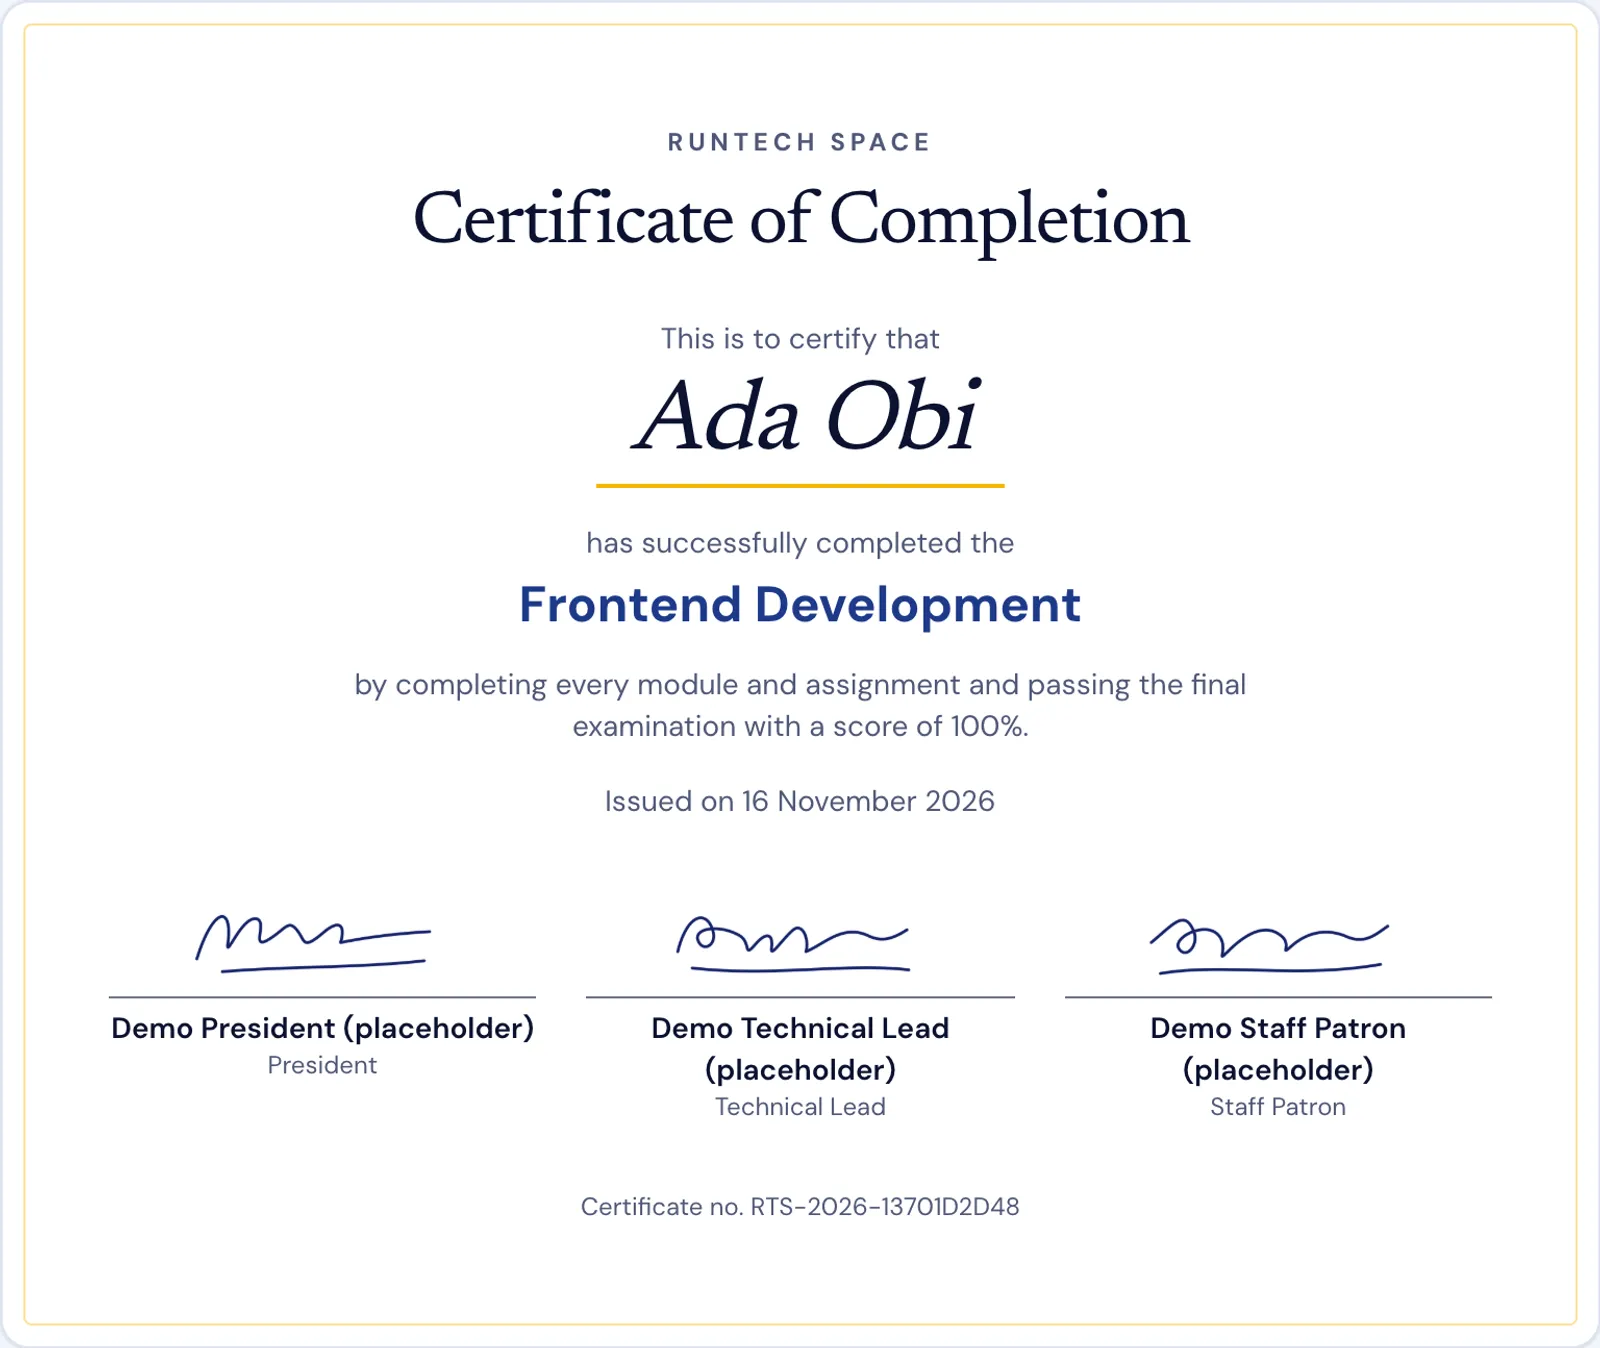 RUNTECH SPACE
Certificate of Completion
This is to certify that
Ada Obi
has successfully completed the
Frontend Development
by completing every module and assignment and passing the final
examination with a score of 100%.
Issued on 16 November 2026
Demo President (placeholder)
President
Demo Technical Lead
(placeholder)
Technical Lead
Demo Staff Patron
(placeholder)
Staff Patron
Certificate no. RTS-2026-13701D2D48